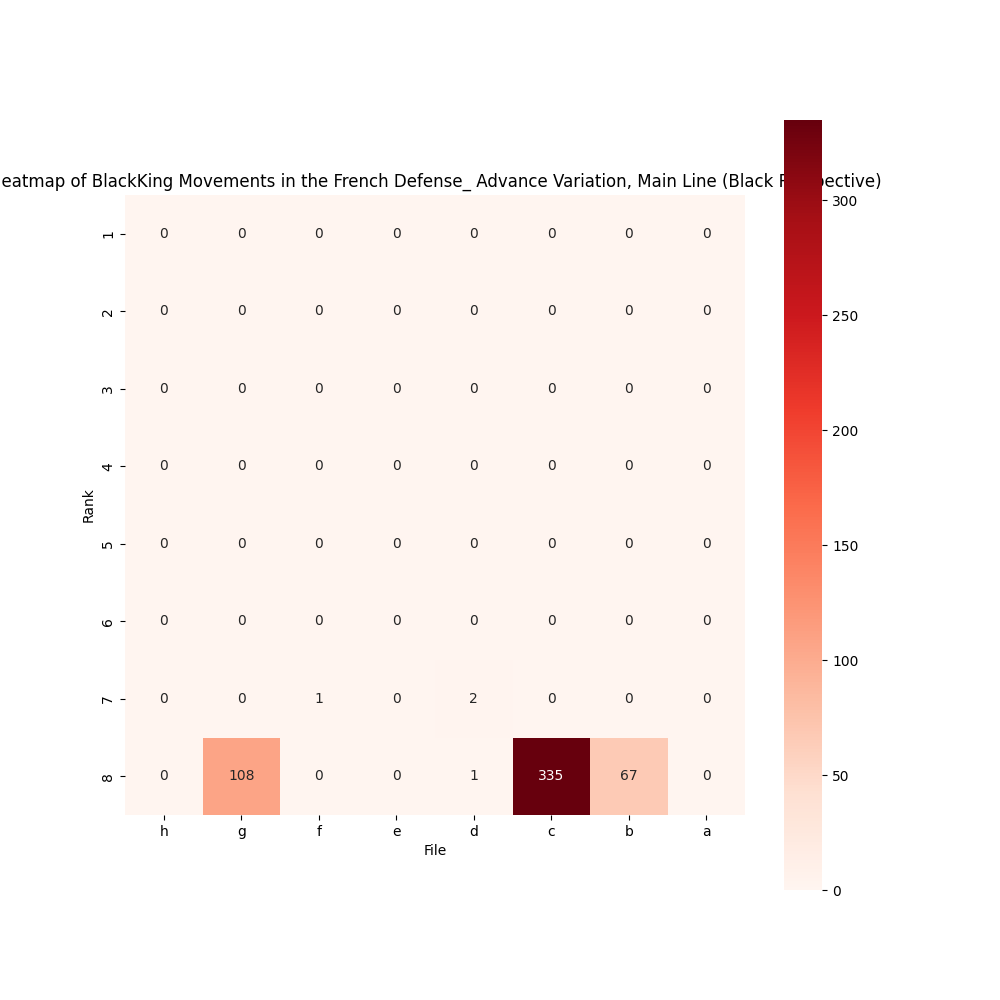 eatmap of BlackKing Movements in the French Defense_ Advance Variation, Main Line (Black pective)
300
250
200
150
100
50
0
Rank
1 0 0 0 0 0 0 0 0
2 0 0 0 0 0 0 0 0
3 0 0 0 0 0 0 0 0
4 0 0 0 0 0 0 0 0
5 0 0 0 0 0 0 0 0
6 0 0 0 0 0 0 0 0
7 0 0 1 0 2 0 0 0
8 0 108 0 0 1 335 67 0
h g f e d c b a
File